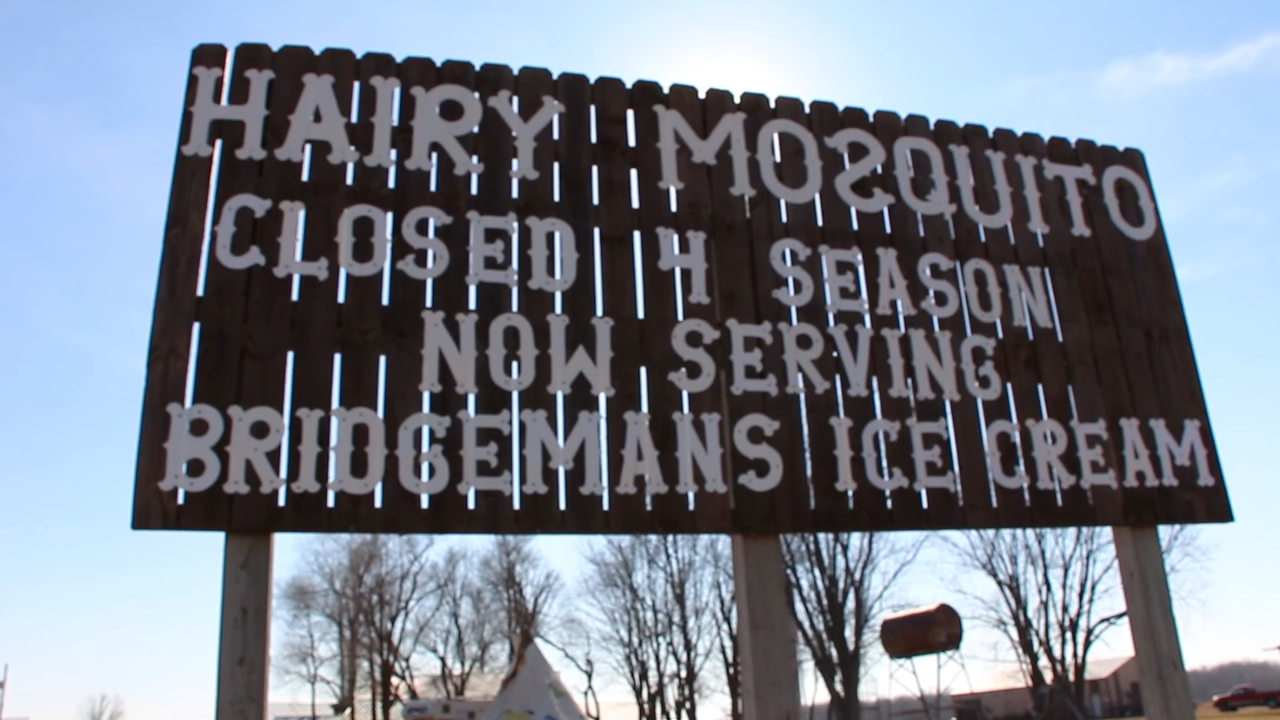 HAIRY MOSQUITO
CLOSED 4 SEASON
NOW SERVING
BRIDGEMANS ICE CREAM